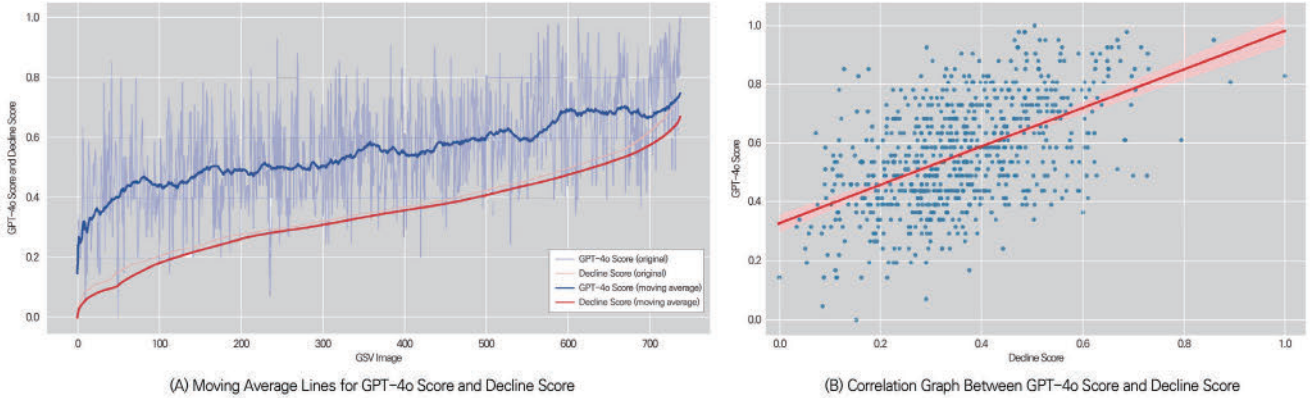 1.0
0.8
0.6
0.4
0.2
0.0
GPT-4o Score and Decline Score
0 100 200 300 400 500 600 700
GSV Image
GPT-4o Score (original)
Decline Score (original)
GPT-4o Score (moving average)
Decline Score (moving average)
(A) Moving Average Lines for GPT-4o Score and Decline Score
1.0
0.8
0.6
0.4
0.2
0.0
GPT-4o Score
0.0 0.2 0.4 0.6 0.8 1.0
Decline Score
(B) Correlation Graph Between GPT-4o Score and Decline Score